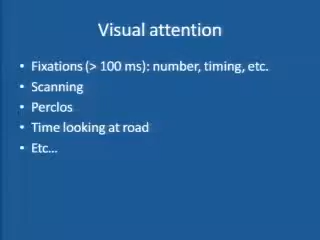 Visual attention
• Fixations (> 100 ms): number, timing, etc.
• Scanning
• Perclos
• Time looking at road
• Etc...